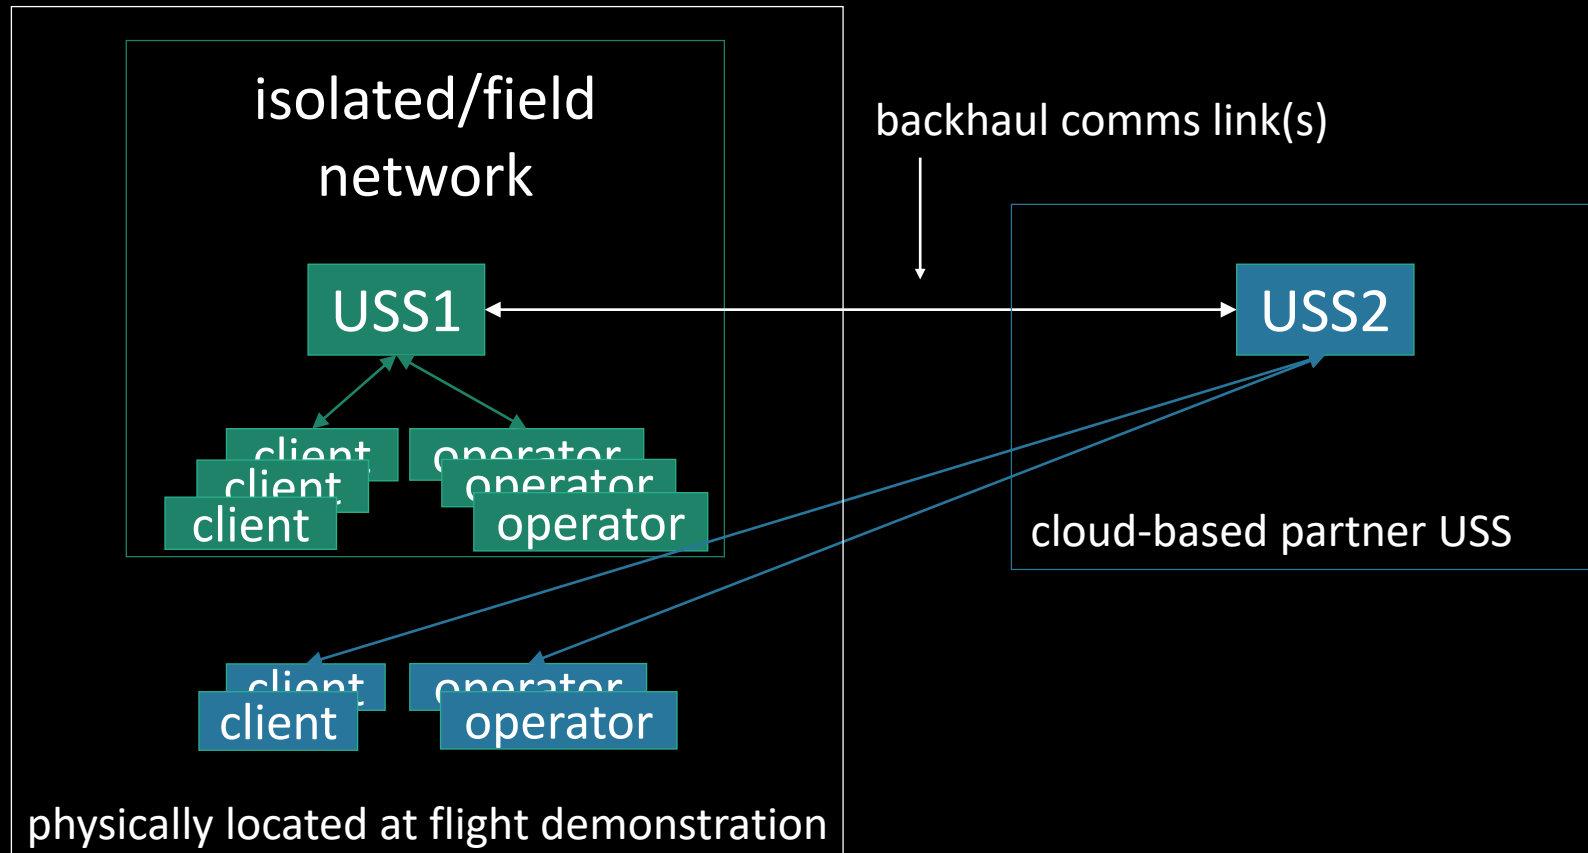 isolated/field
network
backhaul comms link(s)
USS1
USS2
client
operator
client
operator
client
operator
cloud-based partner USS
client
operator
client
operator
physically located at flight demonstration